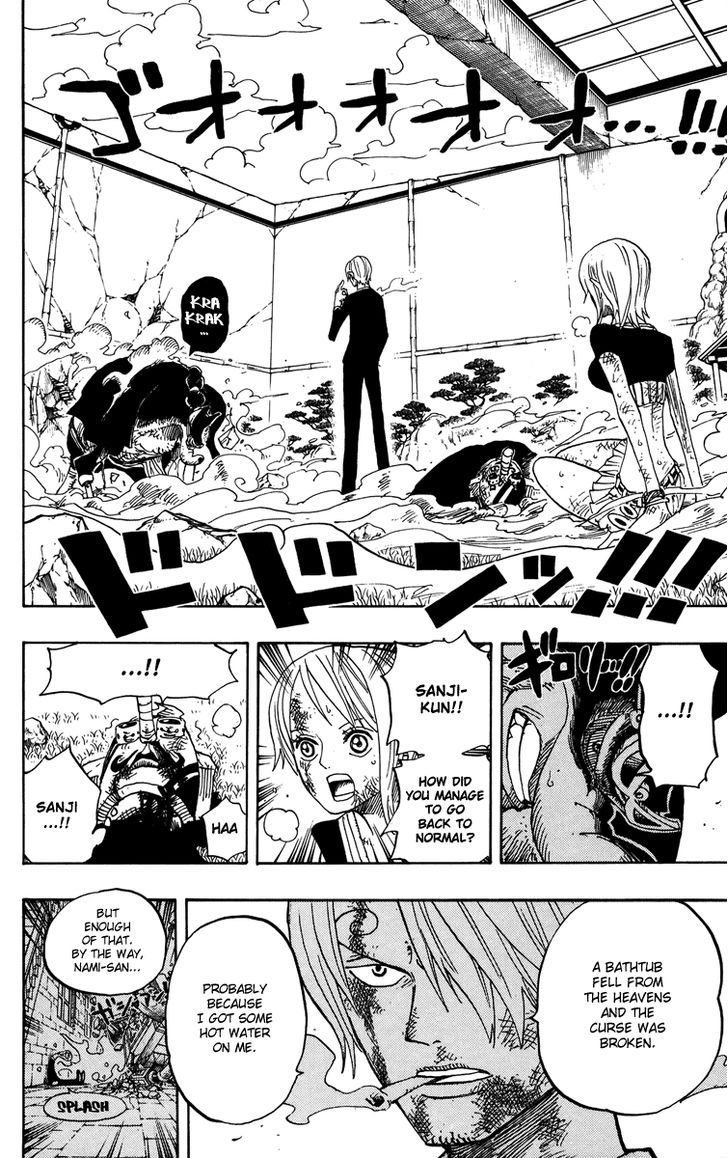 ゴオオオオオ…!!!
KRA
KRAK
...
ドドンッ!!!
ギロリ!!
...!!
SANJI-
KUN!!
HOW DID
YOU MANAGE
TO GO
BACK TO
NORMAL?
...!!
HAA
SANJI
...!!
A BATHTUB
FELL FROM
THE HEAVENS
AND THE
CURSE WAS
BROKEN.
PROBABLY
BECAUSE
I GOT SOME
HOT WATER
ON ME.
BUT
ENOUGH
OF THAT.
BY THE WAY,
NAMI-SAN...
SPLASH